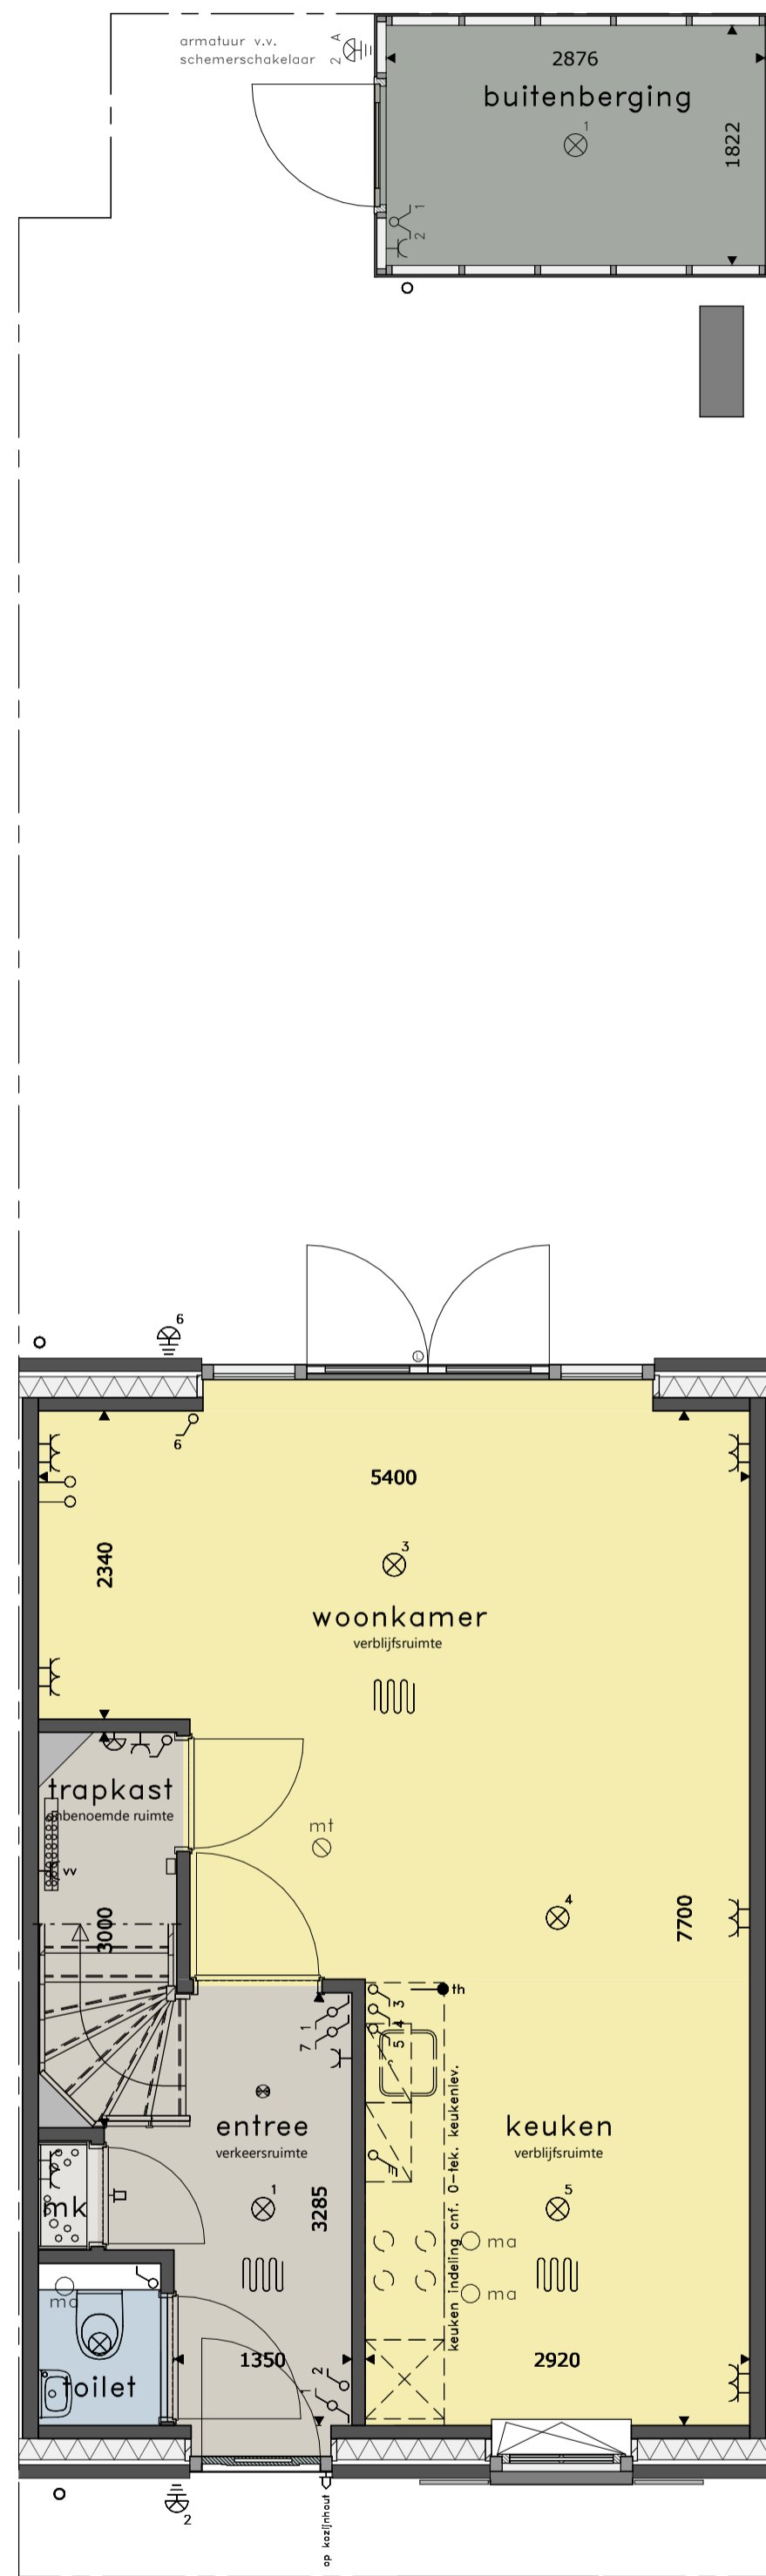 armatuur v.v.
schemerschakelaar
2 A
2876
buitenberging
1
1822
1
2
6
6
5400
2340
3
woonkamer
verblijfsruimte
trapkast
onbenoemde ruimte
vv
mt
3000
4
7700
th
3
4
5
7 1
entree
verkeersruimte
keuken
verblijfsruimte
keuken indeling cnf. 0-tek. keukenlev.
mk
1
3285
5
ma
ma
ma
1350
2
1
2920
toilet
2
op kozijnhout